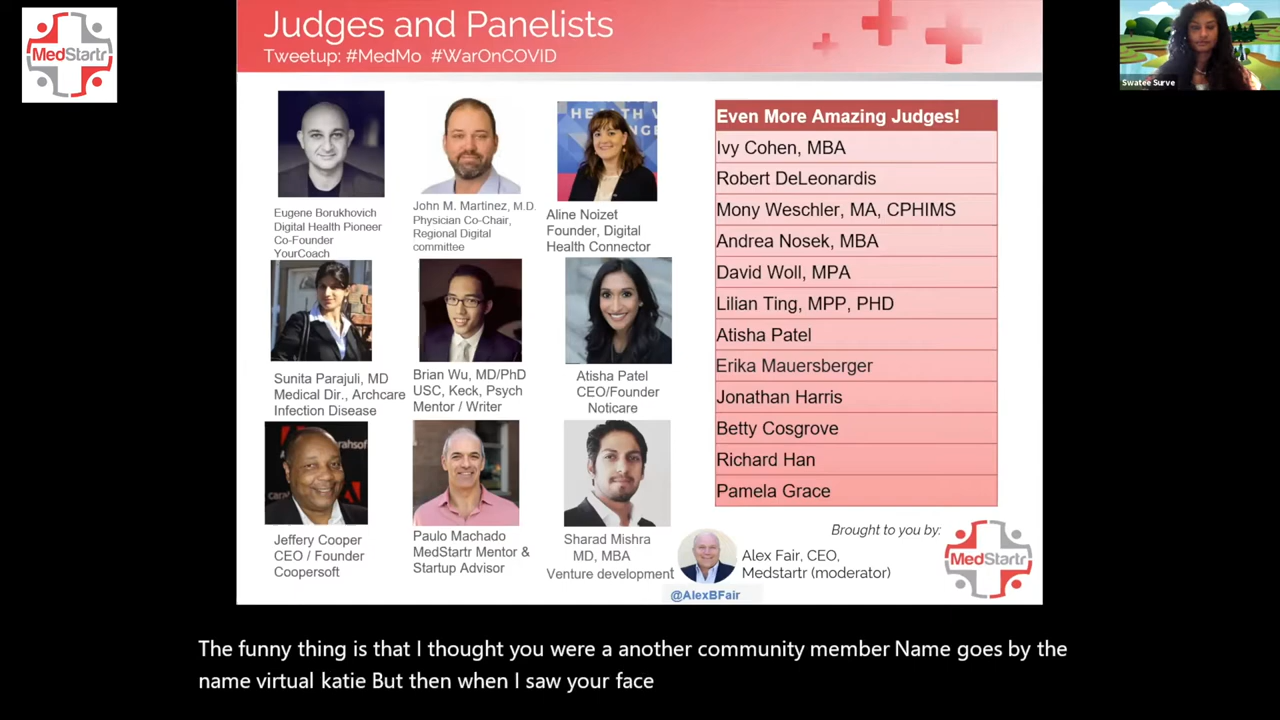 MedStartr
Judges and Panelists
Tweetup: #MedMo #WarOnCOVID
Swatee Surve
HEALTH V
NGE
Eugene Borukhovich
Digital Health Pioneer
Co-Founder
YourCoach
John M. Martinez, M.D.
Physician Co-Chair,
Regional Digital
committee
Aline Noizet
Founder, Digital
Health Connector
Sunita Parajuli, MD
Medical Dir., Archcare
Infection Disease
Brian Wu, MD/PhD
USC, Keck, Psych
Mentor / Writer
Atisha Patel
CEO/Founder
Noticare
Jeffery Cooper
CEO / Founder
Coopersoft
Paulo Machado
MedStartr Mentor &
Startup Advisor
Sharad Mishra
MD, MBA
Venture development
Even More Amazing Judges!
Ivy Cohen, MBA
Robert DeLeonardis
Mony Weschler, MA, CPHIMS
Andrea Nosek, MBA
David Woll, MPA
Lilian Ting, MPP, PHD
Atisha Patel
Erika Mauersberger
Jonathan Harris
Betty Cosgrove
Richard Han
Pamela Grace
Brought to you by:
MedStartr
Alex Fair, CEO,
Medstartr (moderator)
@AlexBFair
The funny thing is that I thought you were a another community member Name goes by the
name virtual katie But then when I saw your face